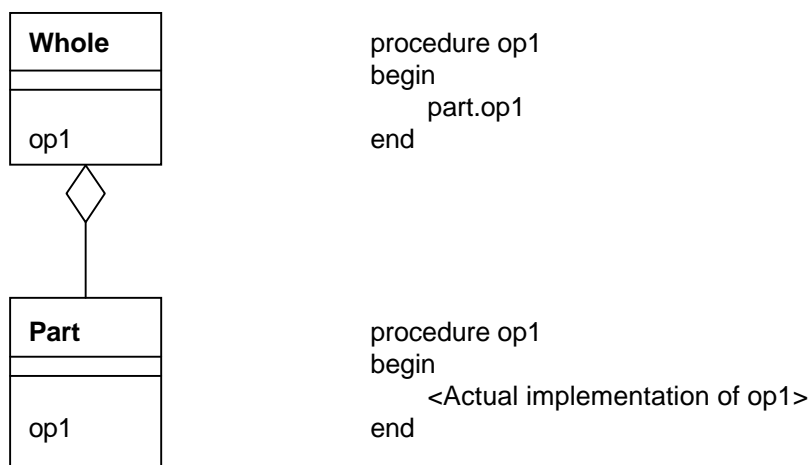 Whole
op1
procedure op1
begin
part.op1
end
Part
op1
procedure op1
begin
<Actual implementation of op1>
end